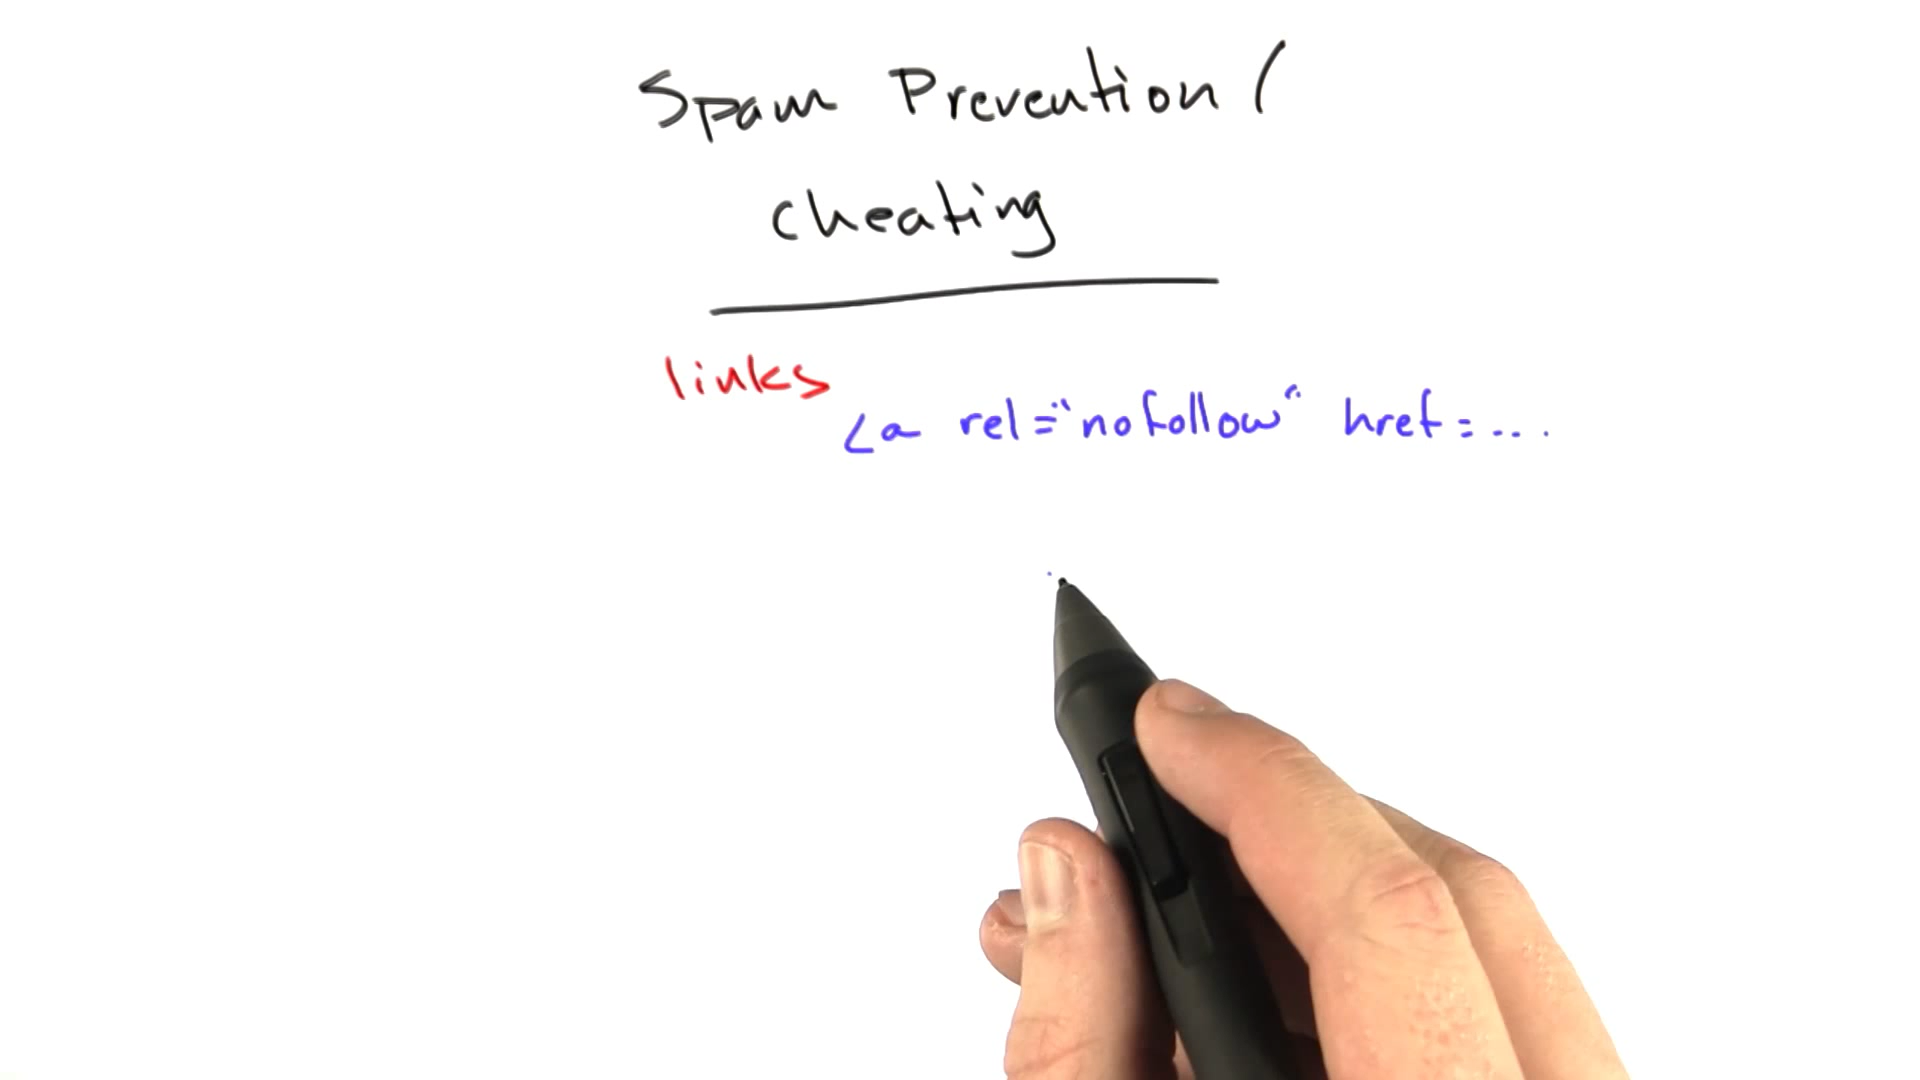 Spam Prevention/
cheating
links
<a rel="nofollow" href=...